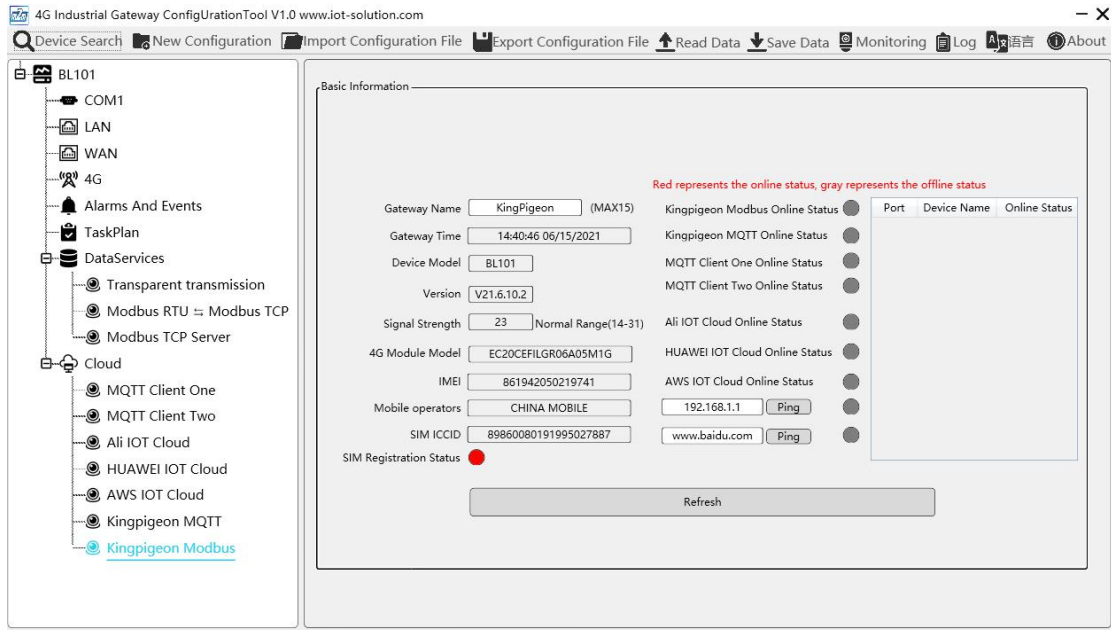 4G Industrial Gateway ConfigUrationTool V1.0 www.iot-solution.com
Device Search New Configuration Import Configuration File Export Configuration File Read Data Save Data Monitoring Log 语言 About
BL101
COM1
LAN
WAN
4G
Alarms And Events
TaskPlan
DataServices
Transparent transmission
Modbus RTU ⇆ Modbus TCP
Modbus TCP Server
Cloud
MQTT Client One
MQTT Client Two
Ali IOT Cloud
HUAWEI IOT Cloud
AWS IOT Cloud
Kingpigeon MQTT
Kingpigeon Modbus
Basic Information
Red represents the online status, gray represents the offline status
Gateway Name KingPigeon (MAX15)
Gateway Time 14:40:46 06/15/2021
Device Model BL101
Version V21.6.10.2
Signal Strength 23 Normal Range(14-31)
4G Module Model EC20CEFILGR06A05M1G
IMEI 861942050219741
Mobile operators CHINA MOBILE
SIM ICCID 89860080191995027887
SIM Registration Status
Kingpigeon Modbus Online Status
Kingpigeon MQTT Online Status
MQTT Client One Online Status
MQTT Client Two Online Status
Ali IOT Cloud Online Status
HUAWEI IOT Cloud Online Status
AWS IOT Cloud Online Status
192.168.1.1 Ping
www.baidu.com Ping
Port Device Name Online Status
Refresh